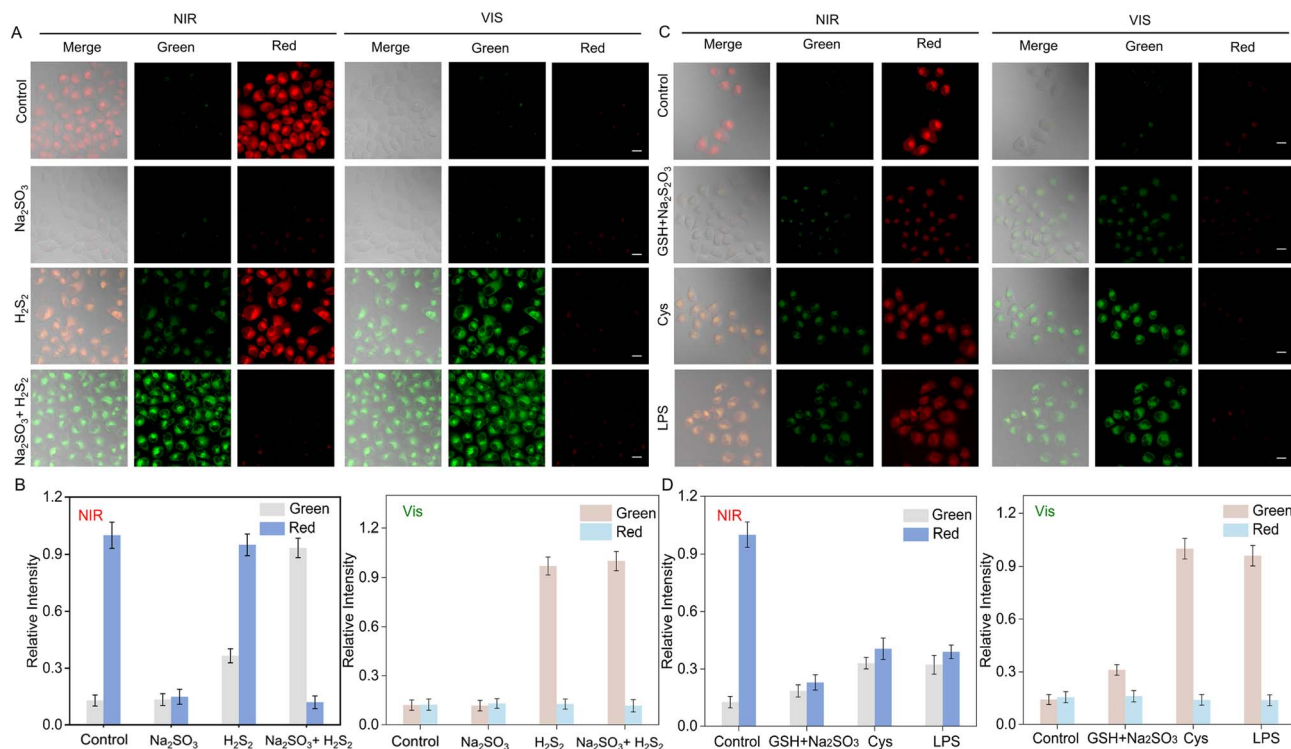 A
NIR
VIS
Merge
Green
Red
Merge
Green
Red
Control
Na₂SO₃
H₂S₂
Na₂SO₃+ H₂S₂
C
NIR
VIS
Merge
Green
Red
Merge
Green
Red
Control
GSH+Na₂S₂O₃
Cys
LPS
B
NIR
Green
Red
Relative Intensity
1.2
0.9
0.6
0.3
0.0
Control
Na₂SO₃
H₂S₂
Na₂SO₃+ H₂S₂
Vis
Green
Red
Relative Intensity
1.2
0.9
0.6
0.3
0.0
Control
Na₂SO₃
H₂S₂
Na₂SO₃+ H₂S₂
D
NIR
Green
Red
Relative Intensity
1.2
0.9
0.6
0.3
0.0
Control
GSH+Na₂SO₃
Cys
LPS
Vis
Green
Red
Relative Intensity
1.2
0.9
0.6
0.3
0.0
Control
GSH+Na₂SO₃
Cys
LPS